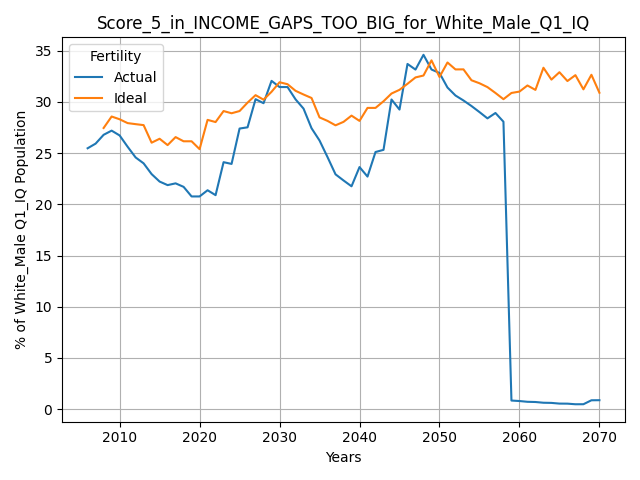 Score_5_in_INCOME_GAPS_TOO_BIG_for_White_Male_Q1_IQ
Fertility
Actual
Ideal
% of White_Male Q1_IQ Population
35
30
25
20
15
10
5
0
2010 2020 2030 2040 2050 2060 2070
Years